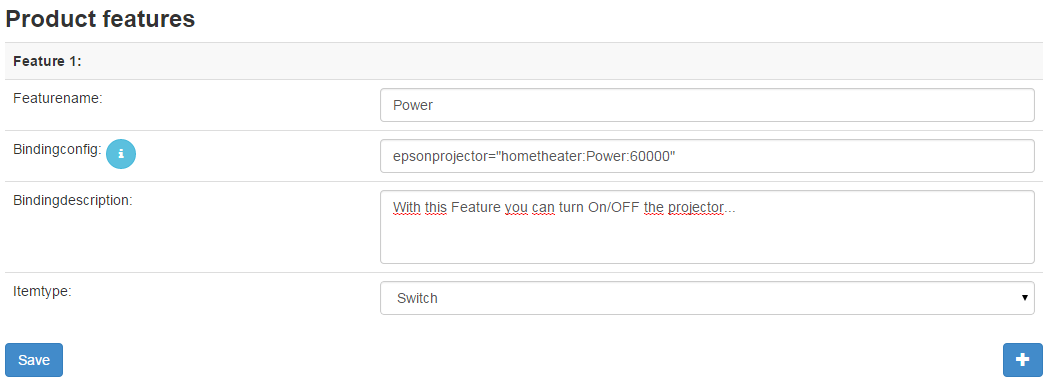 Product features
Feature 1:
Featurename:
Power
Bindingconfig:
i
epsonprojector="hometheater:Power:60000"
Bindingdescription:
With this Feature you can turn On/OFF the projector...
Itemtype:
Switch
Save